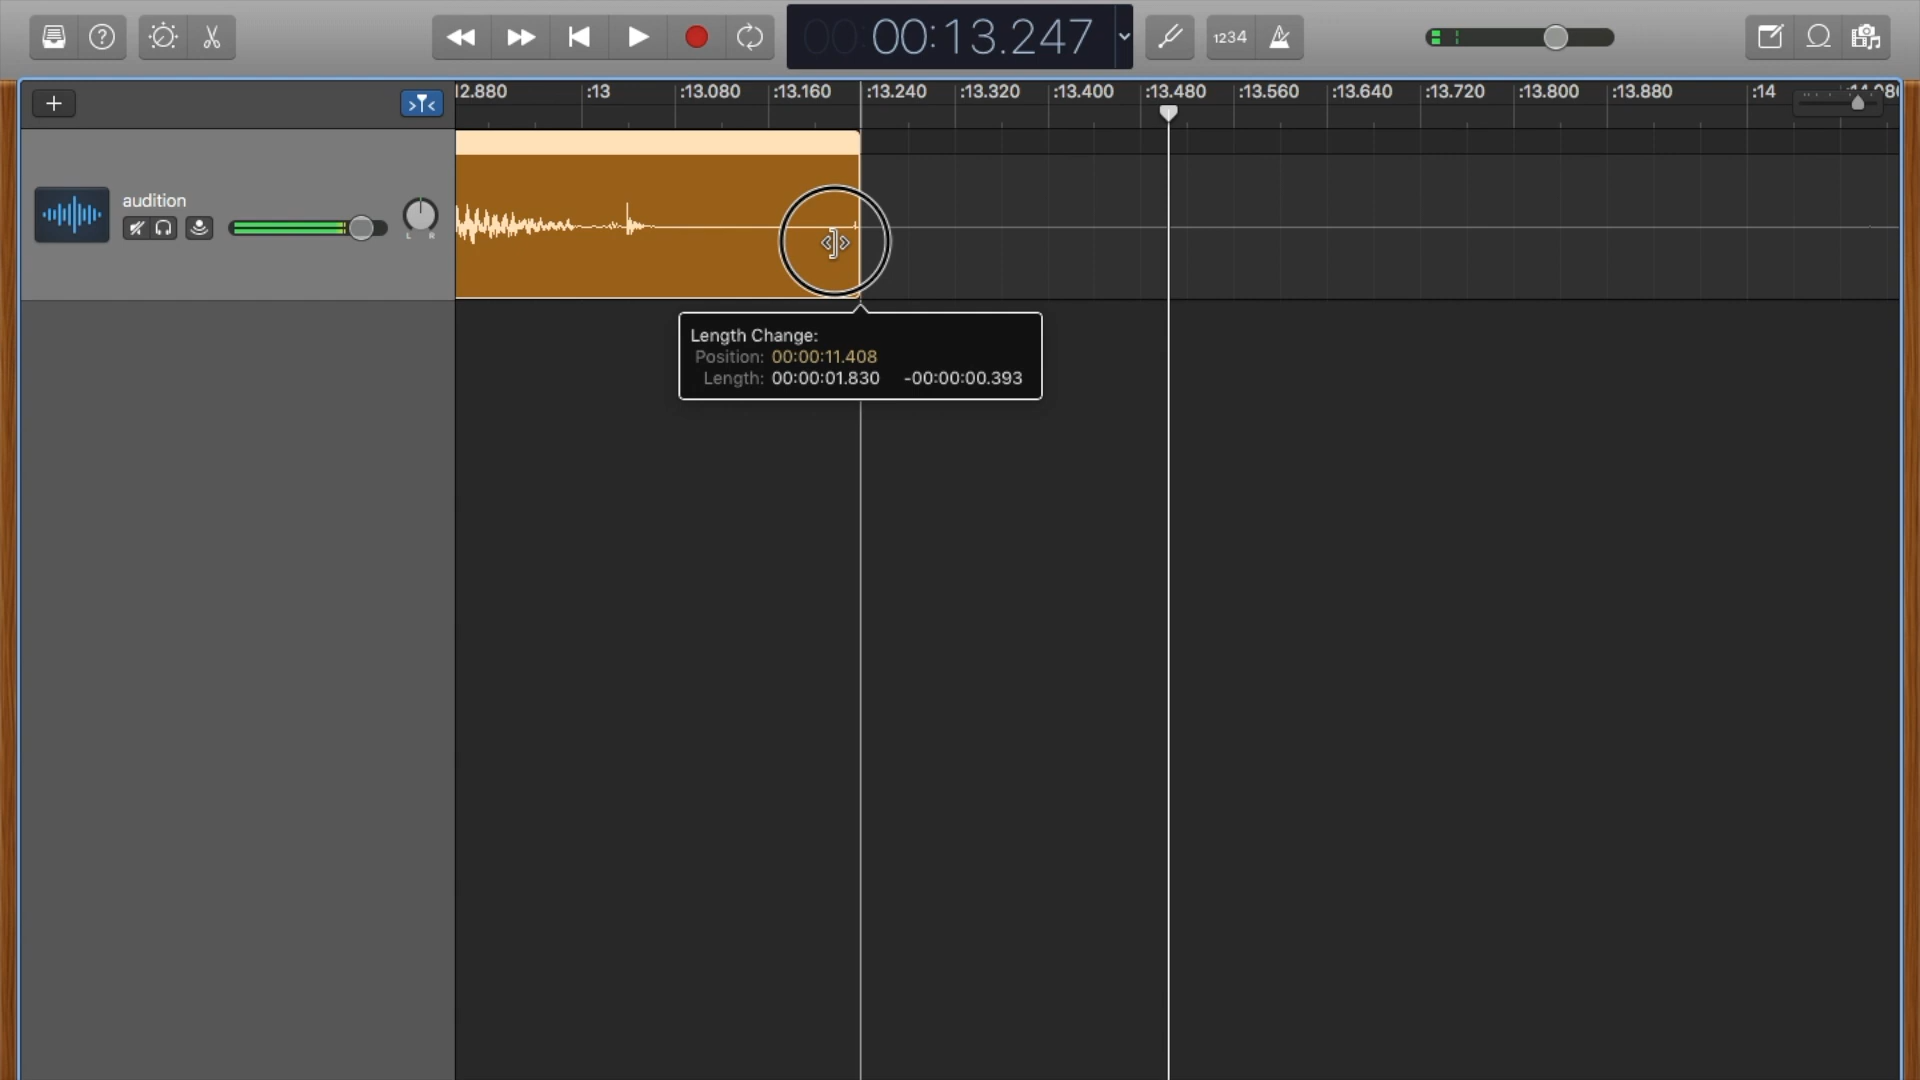 00:00:13.247
1234
12.880 :13 :13.080 :13.160 :13.240 :13.320 :13.400 :13.480 :13.560 :13.640 :13.720 :13.800 :13.880 :14
audition
L R
Length Change:
Position: 00:00:11.408
Length: 00:00:01.830 -00:00:00.393